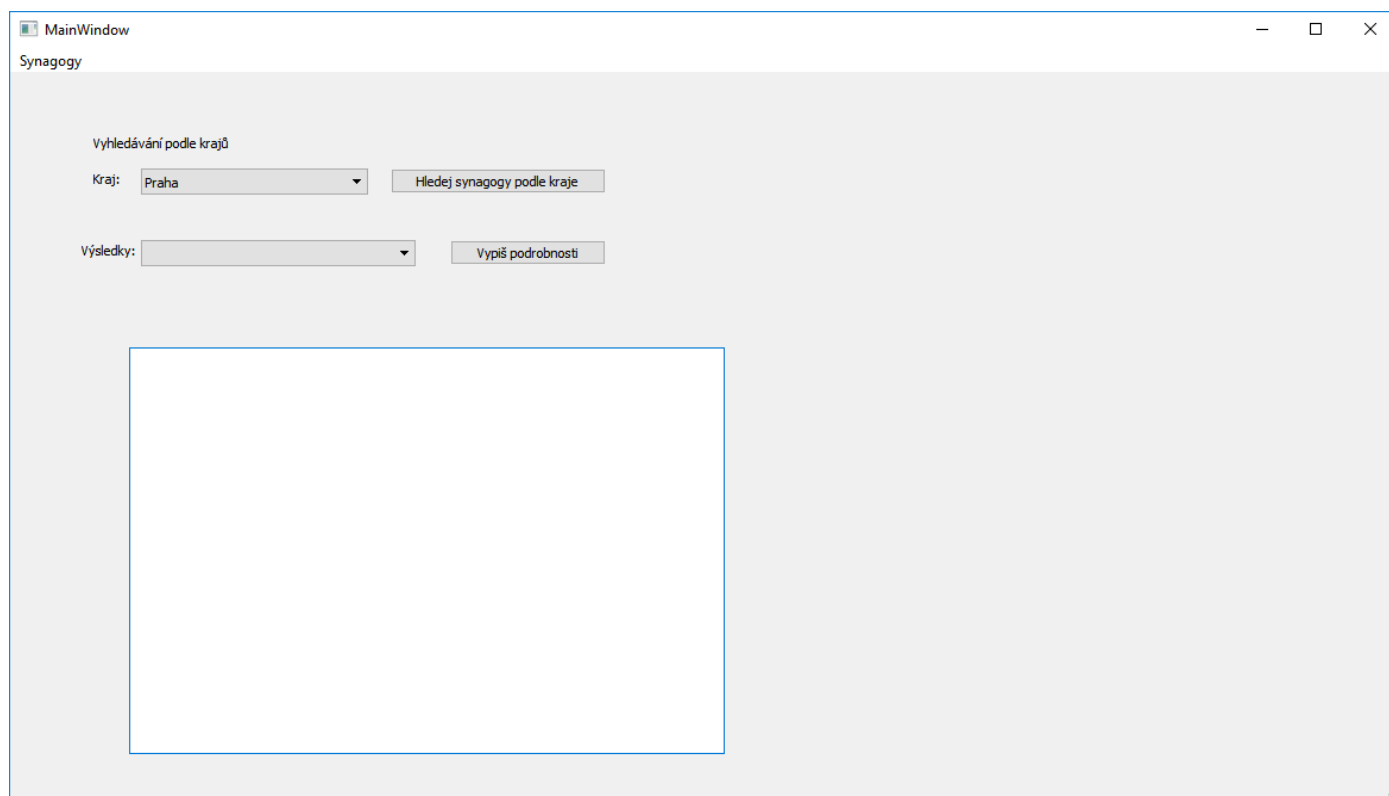 MainWindow
Synagogy
Vyhledávání podle krajů
Kraj: Praha Hledej synagogy podle kraje
Výsledky: Vypiš podrobnosti